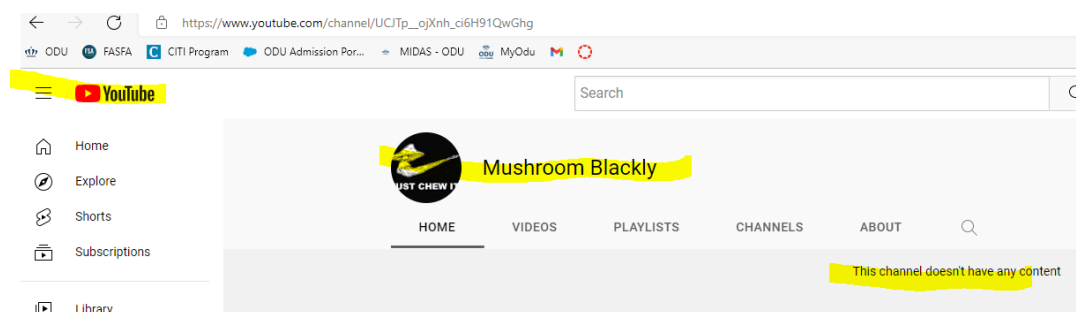 https://www.youtube.com/channel/UCJTp__ojXnh_ci6H91QwGhg
ODU FASFA CITI Program ODU Admission Por... MIDAS - ODU MyOdu
YouTube
Search
Home
Explore
Shorts
Subscriptions
Library
Mushroom Blackly
UST CHEW IT
HOME VIDEOS PLAYLISTS CHANNELS ABOUT
This channel doesn't have any content